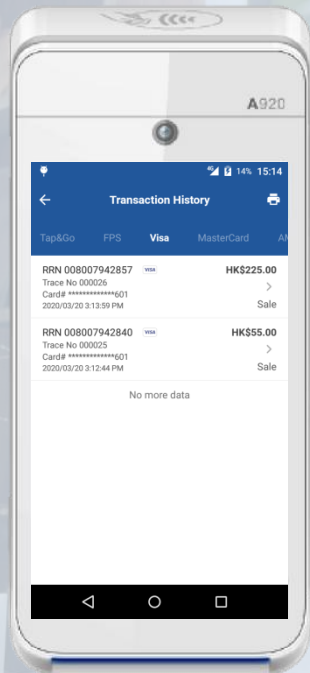 A920
4G 14% 15:14
Transaction History
Tap&Go FPS Visa MasterCard AM
RRN 008007942857 VISA HK$225.00
Trace No 000026
Card# *************601
2020/03/20 3:13:59 PM Sale
RRN 008007942840 VISA HK$55.00
Trace No 000025
Card# *************601
2020/03/20 3:12:44 PM Sale
No more data